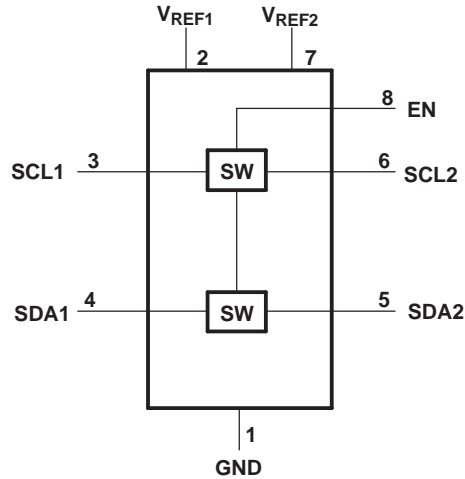 VREF1 VREF2
2 7
8 EN
SCL1 3 SW 6 SCL2
SDA1 4 SW 5 SDA2
1
GND